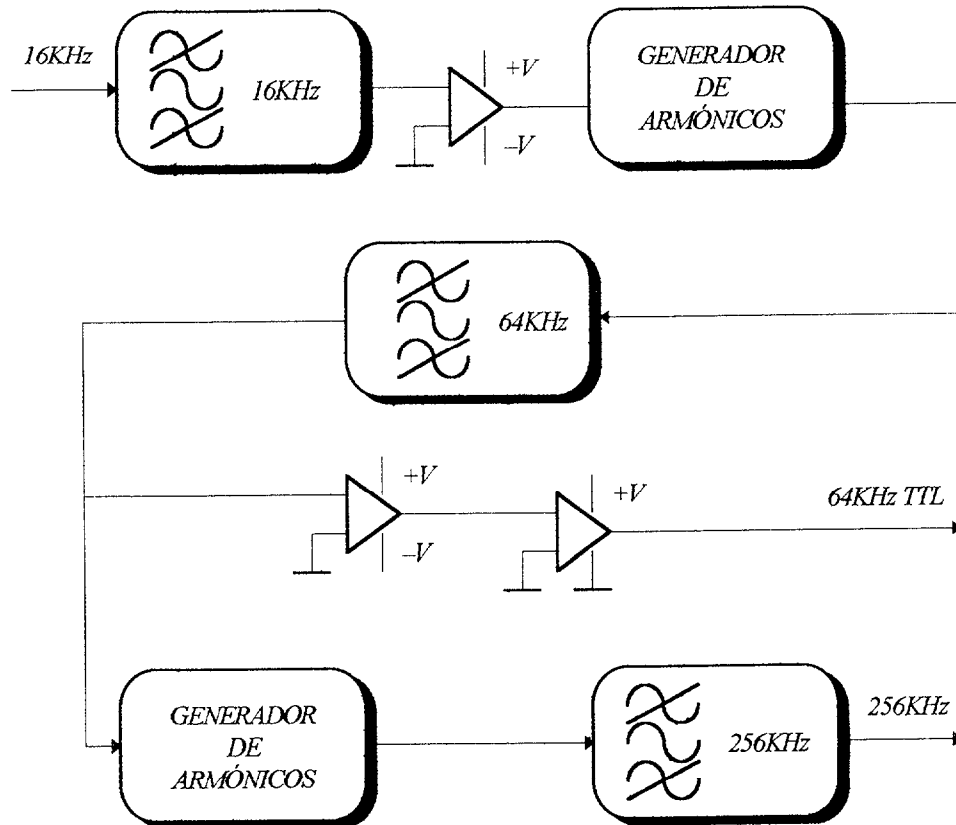 16KHz
16KHz
+V
-V
GENERADOR
DE
ARMÓNICOS
64KHz
+V
-V
+V
64KHz TTL
GENERADOR
DE
ARMÓNICOS
256KHz
256KHz